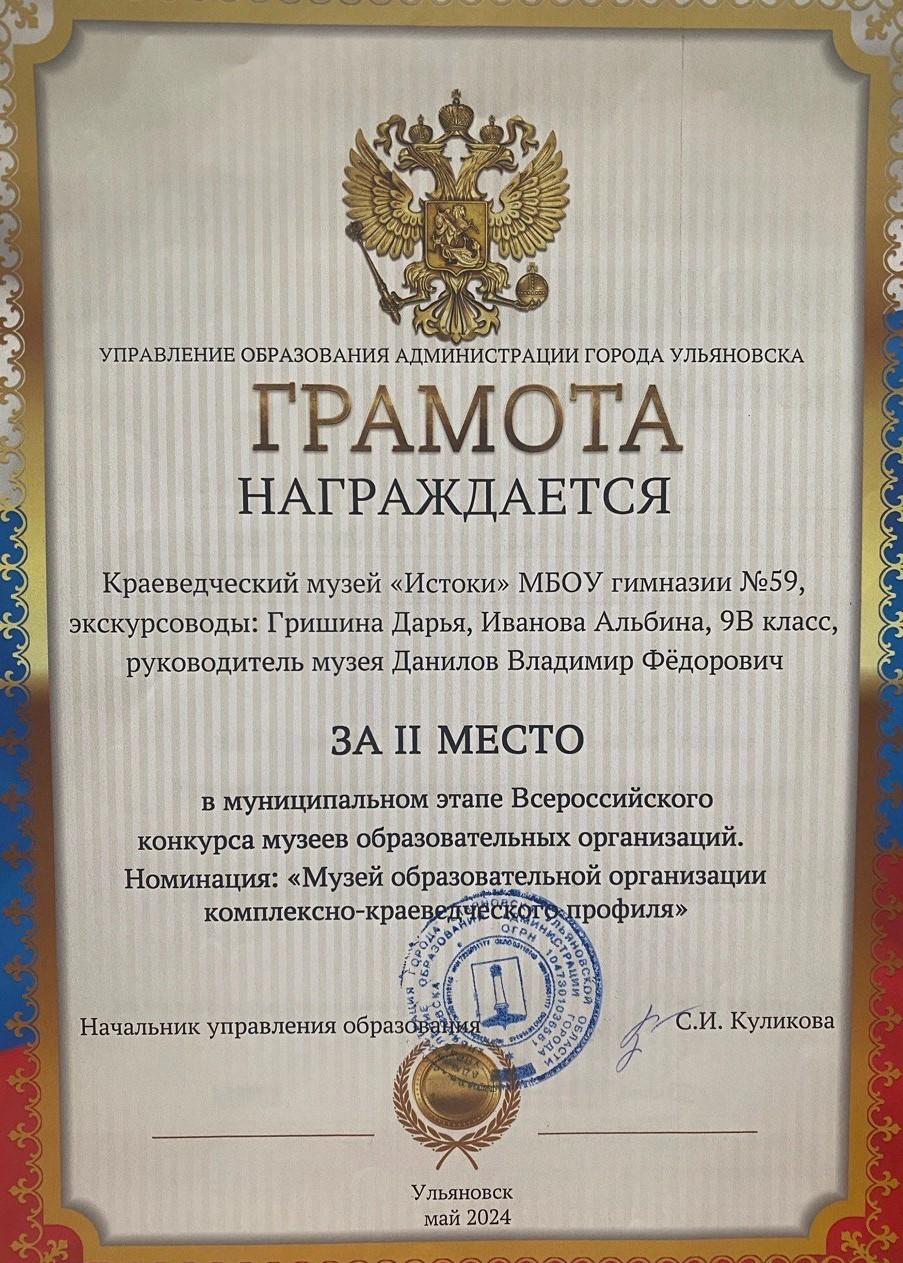 УПРАВЛЕНИЕ ОБРАЗОВАНИЯ АДМИНИСТРАЦИИ ГОРОДА УЛЬЯНОВСКА
ГРАМОТА
НАГРАЖДАЕТСЯ
Краеведческий музей «Истоки» МБОУ гимназии №59,
экскурсоводы: Гришина Дарья, Иванова Альбина, 9В класс,
руководитель музея Данилов Владимир Фёдорович
ЗА II МЕСТО
в муниципальном этапе Всероссийского
конкурса музеев образовательных организаций.
Номинация: «Музей образовательной организации
комплексно-краеведческого профиля»
Начальник управления образования
С.И. Куликова
ОГРН 1047301036561
Ульяновск
май 2024